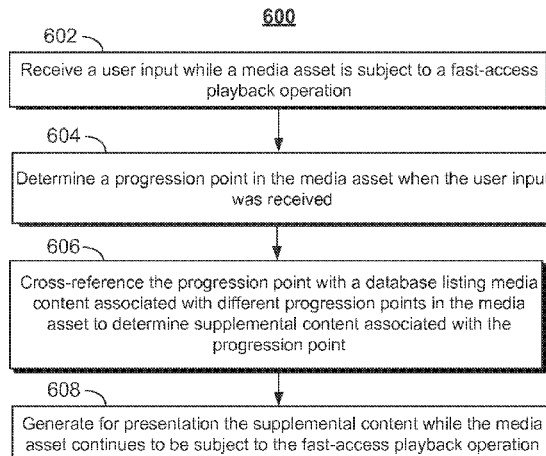 600
602
Receive a user input while a media asset is subject to a fast-access
playback operation
604
Determine a progression point in the media asset when the user input
was received
606
Cross-reference the progression point with a database listing media
content associated with different progression points in the media
asset to determine supplemental content associated with the
progression point
608
Generate for presentation the supplemental content while the media
asset continues to be subject to the fast-access playback operation